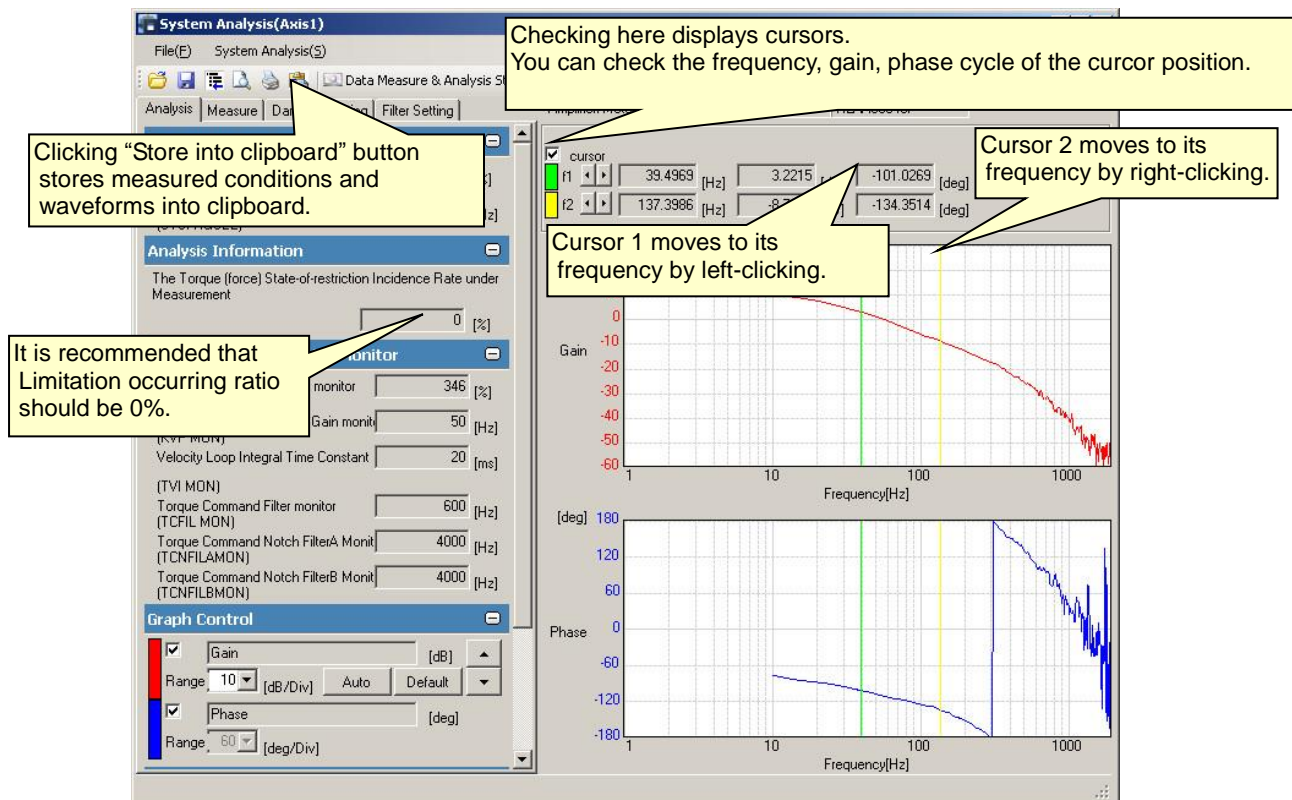 System Analysis(Axis1)
File(F) System Analysis(S)
Data Measure & Analysis
Analysis Measure Filter Setting
Checking here displays cursors.
You can check the frequency, gain, phase cycle of the curcor position.
Clicking “Store into clipboard” button
stores measured conditions and
waveforms into clipboard.
cursor
f1 39.4969 [Hz] 3.2215 -101.0269 [deg]
f2 137.3986 [Hz] -134.3514 [deg]
Cursor 2 moves to its
frequency by right-clicking.
Cursor 1 moves to its
frequency by left-clicking.
Analysis Information
The Torque (force) State-of-restriction Incidence Rate under
Measurement
0 [%]
It is recommended that
Limitation occurring ratio
should be 0%.
monitor 346 [%]
Gain monit 50 [Hz]
(KVP MON)
Velocity Loop Integral Time Constant 20 [ms]
(TVI MON)
Torque Command Filter monitor 600 [Hz]
(TCFIL MON)
Torque Command Notch FilterA Monit 4000 [Hz]
(TCNFILAMON)
Torque Command Notch FilterB Monit 4000 [Hz]
(TCNFILBMON)
Graph Control
Gain [dB]
Range 10 [dB/Div] Auto Default
Phase [deg]
Range 60 [deg/Div]
Gain
0
-10
-20
-30
-40
-50
-60
1 10 100 1000
Frequency[Hz]
[deg]
Phase
180
120
60
0
-60
-120
-180
1 10 100 1000
Frequency[Hz]